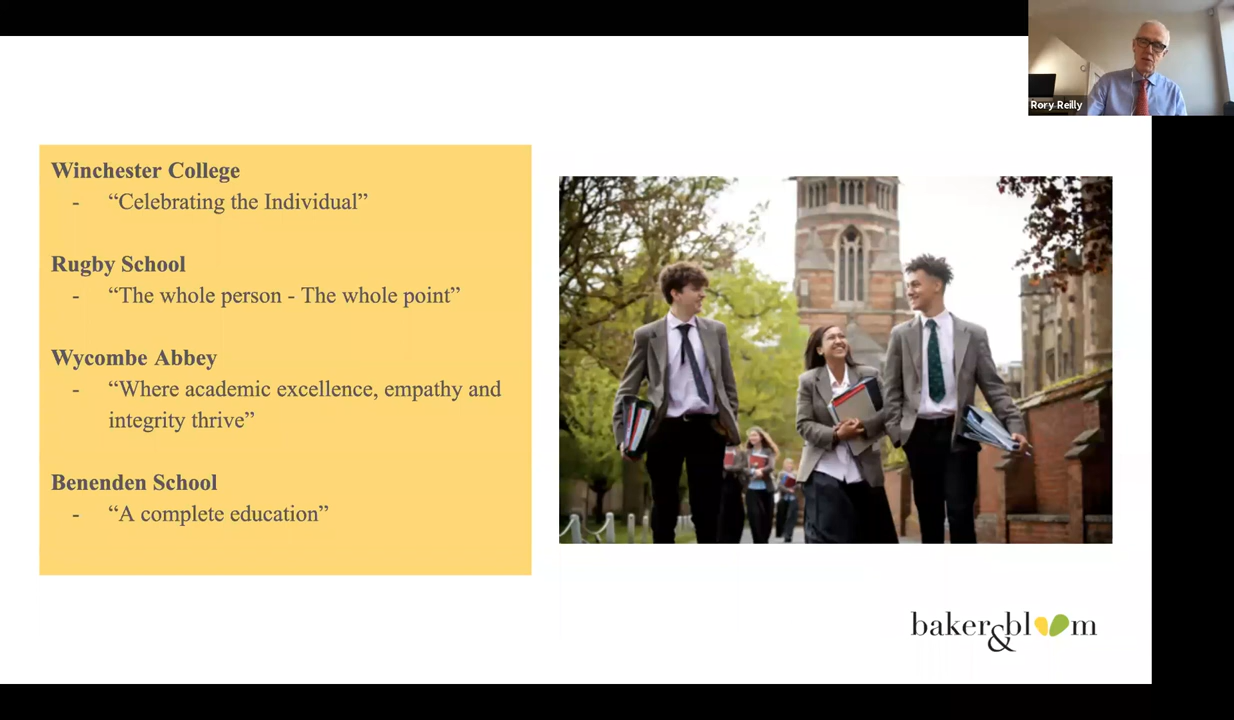 Rory Reilly
Winchester College
- “Celebrating the Individual”
Rugby School
- “The whole person - The whole point”
Wycombe Abbey
- “Where academic excellence, empathy and
integrity thrive”
Benenden School
- “A complete education”
baker&bloom